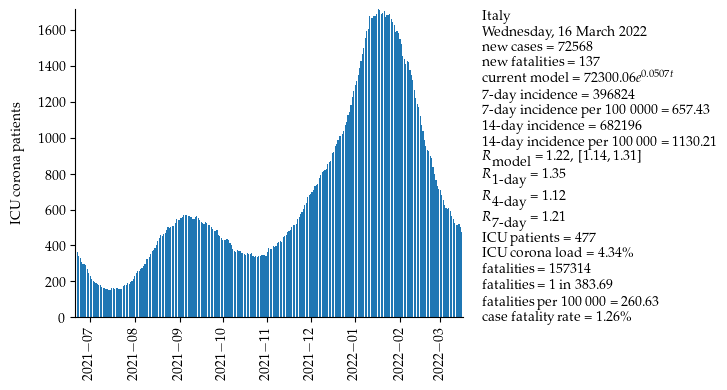 ICU corona patients
1600
1400
1200
1000
800
600
400
200
0
2021−07
2021−08
2021−09
2021−10
2021−11
2021−12
2022−01
2022−02
2022−03
Italy
Wednesday, 16 March 2022
new cases = 72568
new fatalities = 137
current model = 72300.06e^0.0507t
7-day incidence = 396824
7-day incidence per 100 0000 = 657.43
14-day incidence = 682196
14-day incidence per 100 000 = 1130.21
R_model = 1.22, [1.14, 1.31]
R_1-day = 1.35
R_4-day = 1.12
R_7-day = 1.21
ICU patients = 477
ICU corona load = 4.34%
fatalities = 157314
fatalities = 1 in 383.69
fatalities per 100 000 = 260.63
case fatality rate = 1.26%